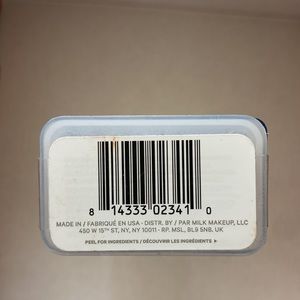 8 14333 02341 0
MADE IN / FABRIQUÉ EN USA · DISTR. BY / PAR MILK MAKEUP, LLC
450 W 15TH ST, NY, NY 10011 · RP. MSL, BL9 5NB, UK
PEEL FOR INGREDIENTS / DÉCOUVRIR LES INGRÉDIENTS